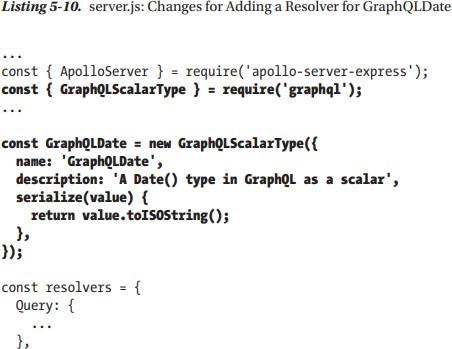 Listing 5-10. server.js: Changes for Adding a Resolver for GraphQLDate
...
const { ApolloServer } = require('apollo-server-express');
const { GraphQLScalarType } = require('graphql');
...
const GraphQLDate = new GraphQLScalarType({
  name: 'GraphQLDate',
  description: 'A Date() type in GraphQL as a scalar',
  serialize(value) {
    return value.toISOString();
  },
});
const resolvers = {
  Query: {
    ...
  },